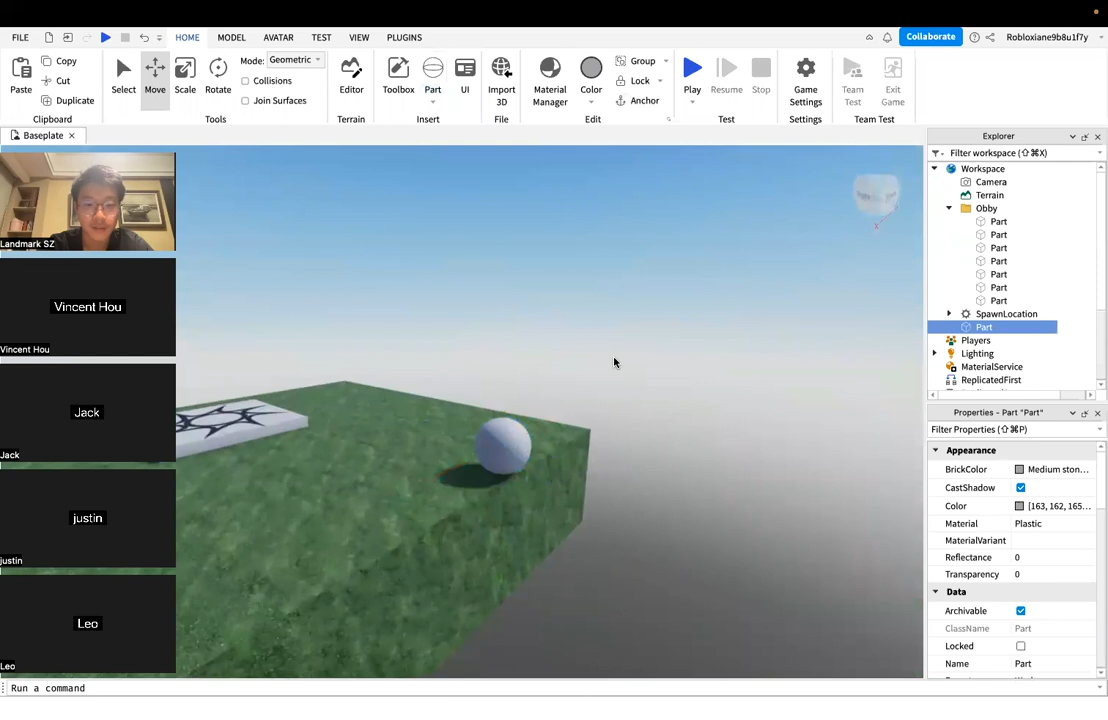 FILE HOME MODEL AVATAR TEST VIEW PLUGINS Collaborate Robloxiane9b8u1f7y
Paste Copy Cut Duplicate
Clipboard
Select Move Scale Rotate Mode: Geometric Collisions Join Surfaces
Tools
Editor
Terrain
Toolbox Part UI
Insert
Import 3D
File
Material Manager Color Group Lock Anchor
Edit
Play Resume Stop
Test
Game Settings
Settings
Team Test Exit Game
Team Test
Baseplate
Landmark SZ
Vincent Hou
Vincent Hou
Jack
Jack
justin
justin
Leo
Leo
Explorer
Filter workspace (⇧⌘X)
Workspace
Camera
Terrain
Obby
Part
Part
Part
Part
Part
Part
Part
SpawnLocation
Part
Players
Lighting
MaterialService
ReplicatedFirst
Properties - Part "Part"
Filter Properties (⇧⌘P)
Appearance
BrickColor Medium ston...
CastShadow
Color [163, 162, 165...
Material Plastic
MaterialVariant
Reflectance 0
Transparency 0
Data
Archivable
ClassName Part
Locked
Name Part
Run a command